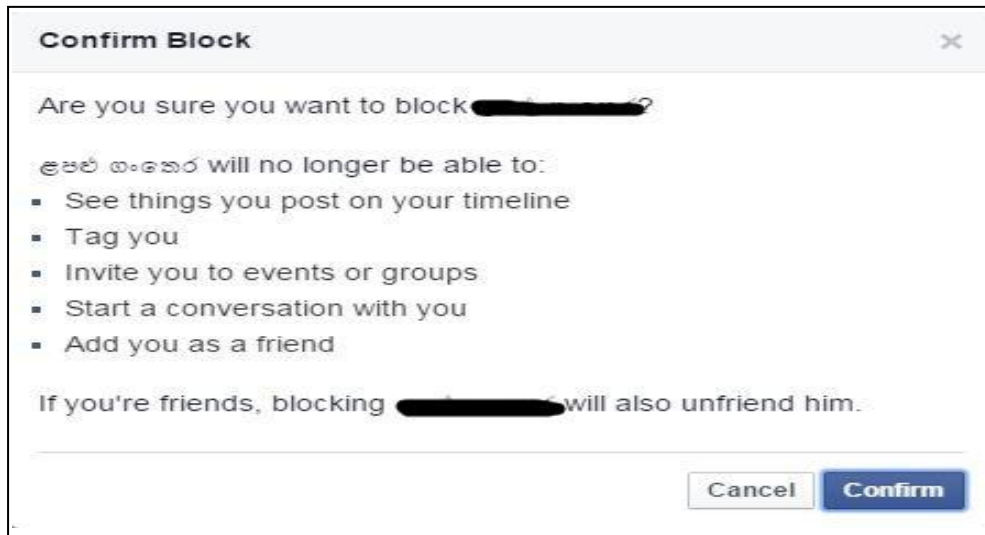 Confirm Block
Are you sure you want to block ?
ළපළු ගංතෙර will no longer be able to:
See things you post on your timeline
Tag you
Invite you to events or groups
Start a conversation with you
Add you as a friend
If you're friends, blocking will also unfriend him.
Cancel Confirm